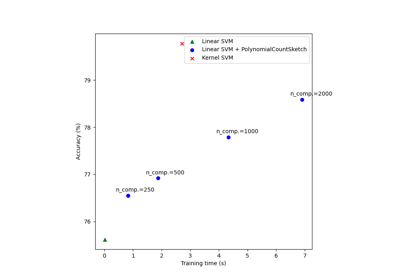 Linear SVM
Linear SVM + PolynomialCountSketch
Kernel SVM
79
n_comp.=2000
78
n_comp.=1000
77
n_comp.=500
n_comp.=250
76
Accuracy (%)
0 1 2 3 4 5 6 7
Training time (s)